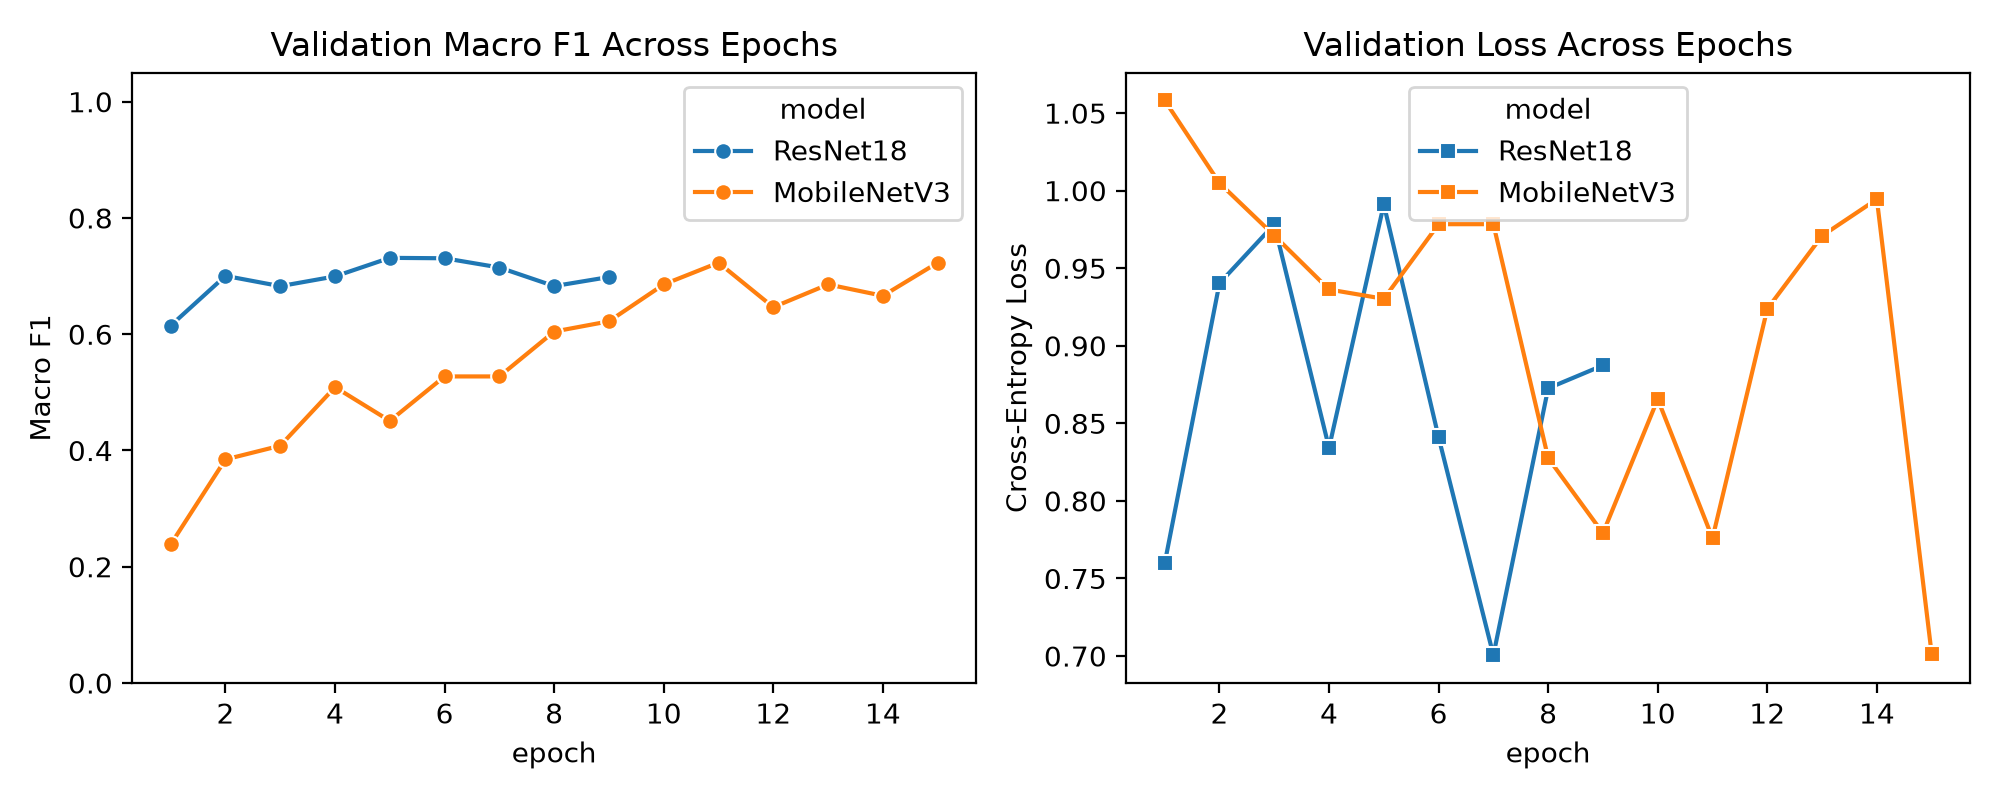 Validation Macro F1 Across Epochs
Macro F1
1.0
0.8
0.6
0.4
0.2
0.0
model
ResNet18
MobileNetV3
2 4 6 8 10 12 14
epoch
Validation Loss Across Epochs
Cross-Entropy Loss
1.05
1.00
0.95
0.90
0.85
0.80
0.75
0.70
model
ResNet18
MobileNetV3
2 4 6 8 10 12 14
epoch